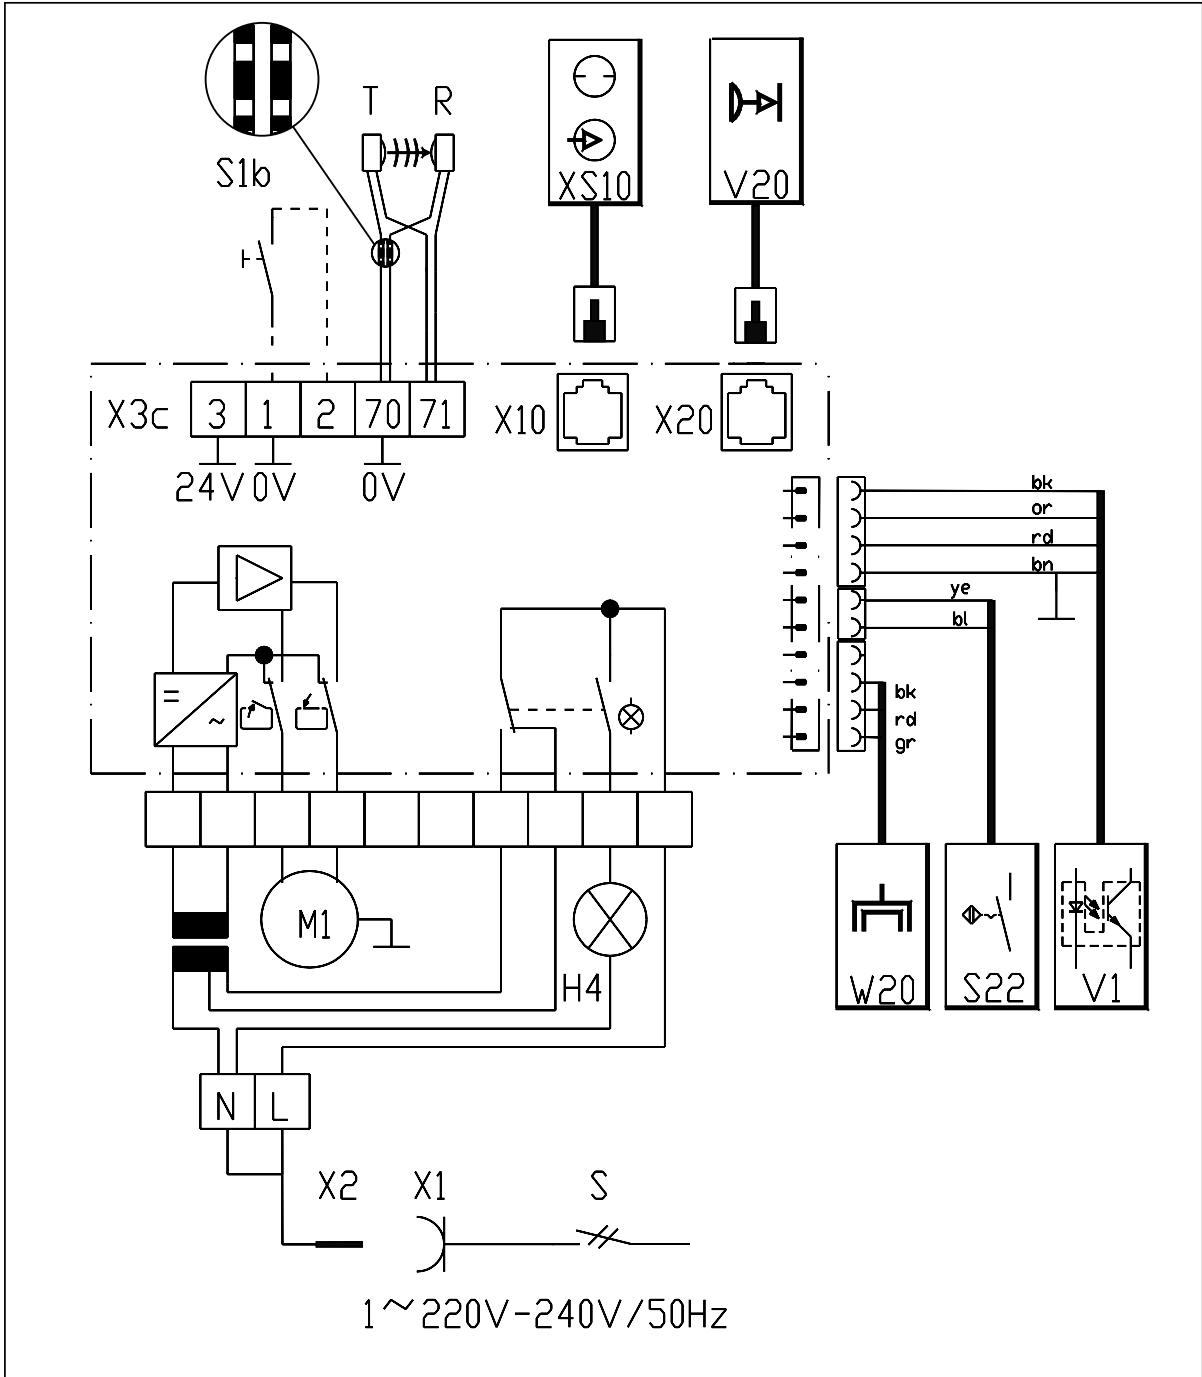 T R
S1b
XS10
V20
X3c 3 1 2 70 71 X10 X20
24V 0V 0V
bk
or
rd
bn
ye
bl
bk
rd
gr
=
~
M1
H4
W20 S22 V1
N L
X2 X1 S
1~220V-240V/50Hz